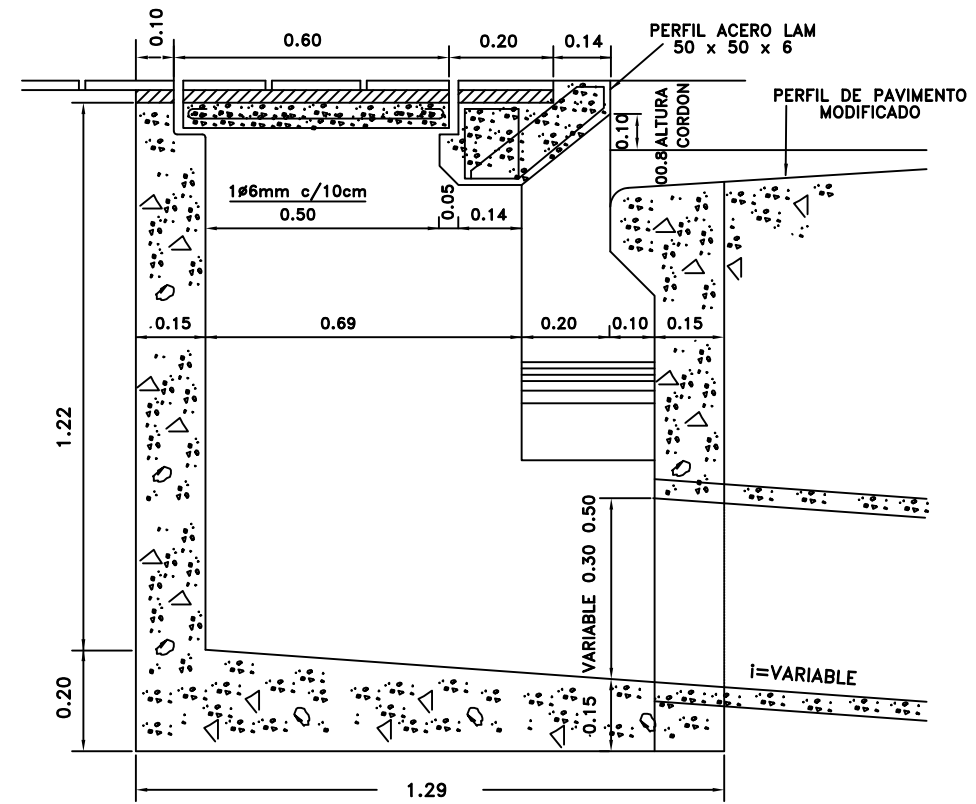 0.10
0.60
0.20
0.14
PERFIL ACERO LAM
50 x 50 x 6
PERFIL DE PAVIMENTO
MODIFICADO
0.10
00.8 ALTURA
CORDON
1ø6mm c/10cm
0.50
0.05
0.14
0.15
0.69
0.20
0.10
0.15
1.22
VARIABLE 0.30 0.50
i=VARIABLE
0.20
0.15
1.29